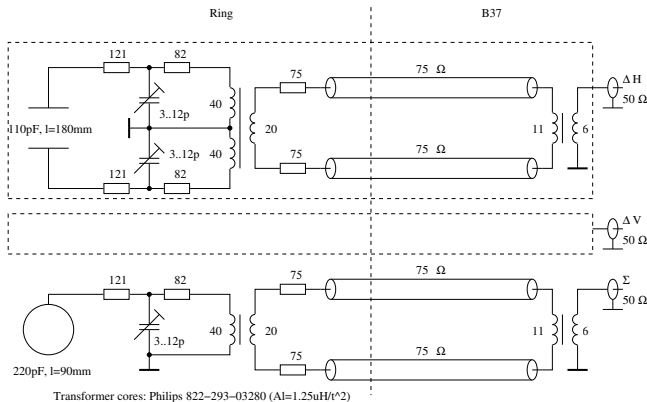 Ring
B37
121
82
75
75 Ω
Δ H
40
50 Ω
3..12p
110pF, l=180mm
20
11
6
3..12p
40
121
82
75
75 Ω
Δ V
50 Ω
121
82
75
75 Ω
Σ
50 Ω
40
20
11
6
3..12p
75
75 Ω
220pF, l=90mm
Transformer cores: Philips 822−293−03280 (Al=1.25uH/t^2)